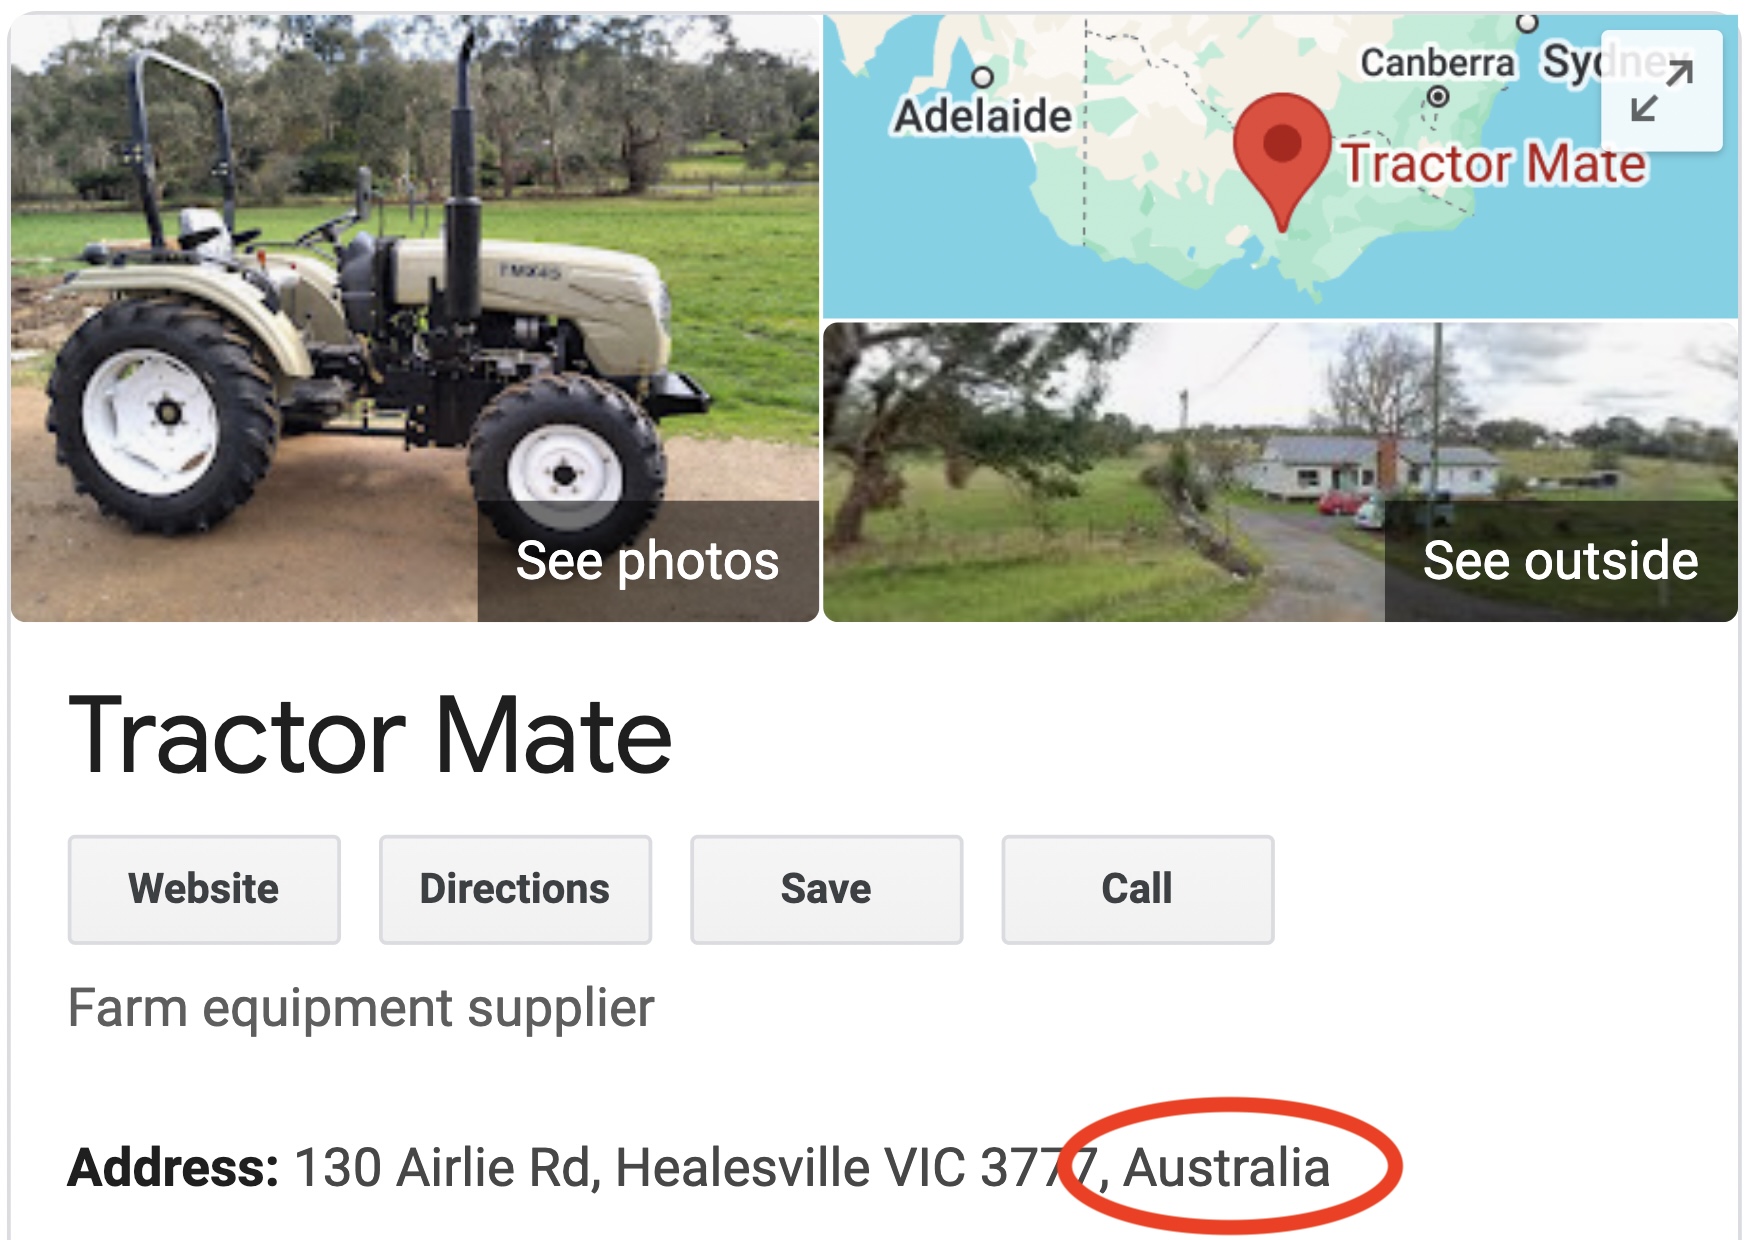 TMX45
Adelaide
Canberra
Sydney
Tractor Mate
See photos
See outside
Tractor Mate
Website
Directions
Save
Call
Farm equipment supplier
Address: 130 Airlie Rd, Healesville VIC 3777, Australia